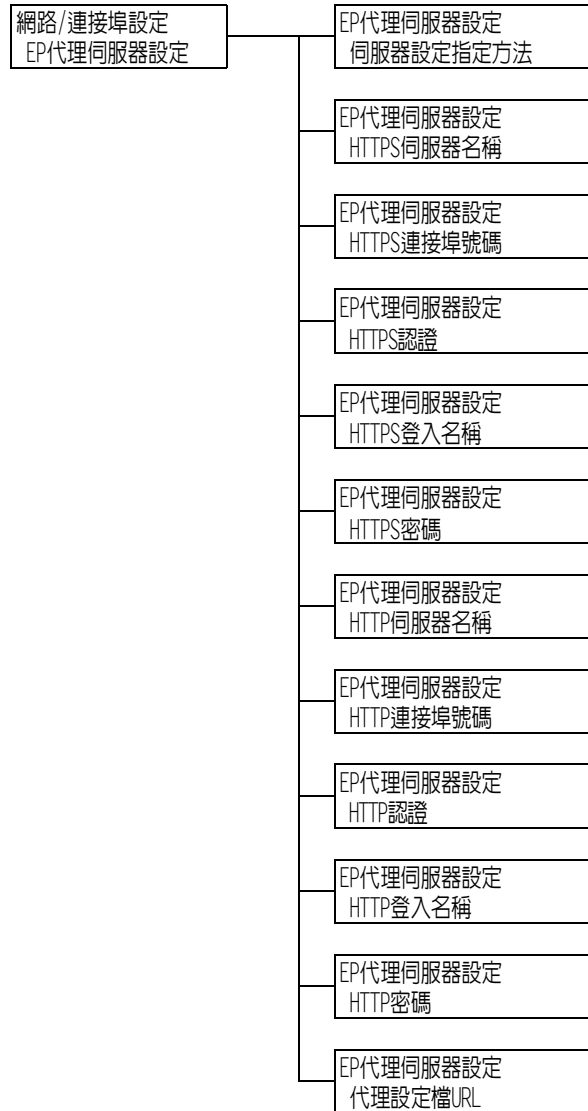 網路/連接埠設定
EP代理伺服器設定
EP代理伺服器設定
伺服器設定指定方法
EP代理伺服器設定
HTTPS伺服器名稱
EP代理伺服器設定
HTTPS連接埠號碼
EP代理伺服器設定
HTTPS認證
EP代理伺服器設定
HTTPS登入名稱
EP代理伺服器設定
HTTPS密碼
EP代理伺服器設定
HTTP伺服器名稱
EP代理伺服器設定
HTTP連接埠號碼
EP代理伺服器設定
HTTP認證
EP代理伺服器設定
HTTP登入名稱
EP代理伺服器設定
HTTP密碼
EP代理伺服器設定
代理設定檔URL